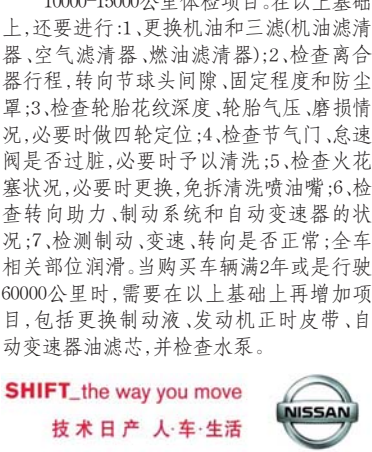 10000-15000公里体检项目。在以上基础
上,还要进行:1、更换机油和三滤(机油滤清
器、空气滤清器、燃油滤清器);2、检查离合
器行程,转向节球头间隙、固定程度和防尘
罩;3、检查轮胎花纹深度、轮胎气压、磨损情
况,必要时做四轮定位;4、检查节气门、怠速
阀是否过脏,必要时予以清洗;5、检查火花
塞状况,必要时更换,免拆清洗喷油嘴;6、检
查转向助力、制动系统和自动变速器的状
况;7、检测制动、变速、转向是否正常;全车
相关部位润滑。当购买车辆满2年或是行驶
60000公里时,需要在以上基础上再增加项
目,包括更换制动液、发动机正时皮带、自
动变速器油滤芯,并检查水泵。
SHIFT_the way you move
技术日产 人·车·生活
NISSAN